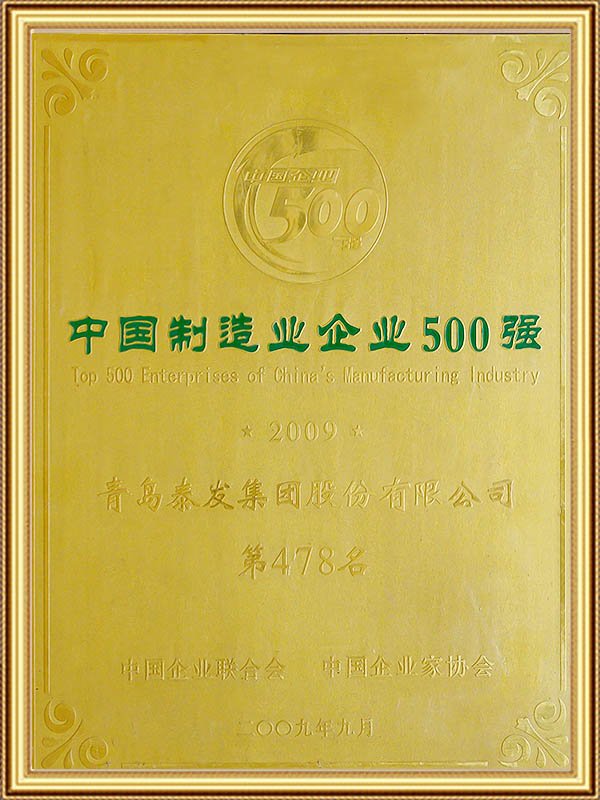 中国企业
500
强
中国制造业企业500强
Top 500 Enterprises of China's Manufacturing Industry
★ 2009 ★
青岛泰发集团股份有限公司
第478名
中国企业联合会 中国企业家协会
二〇〇九年九月